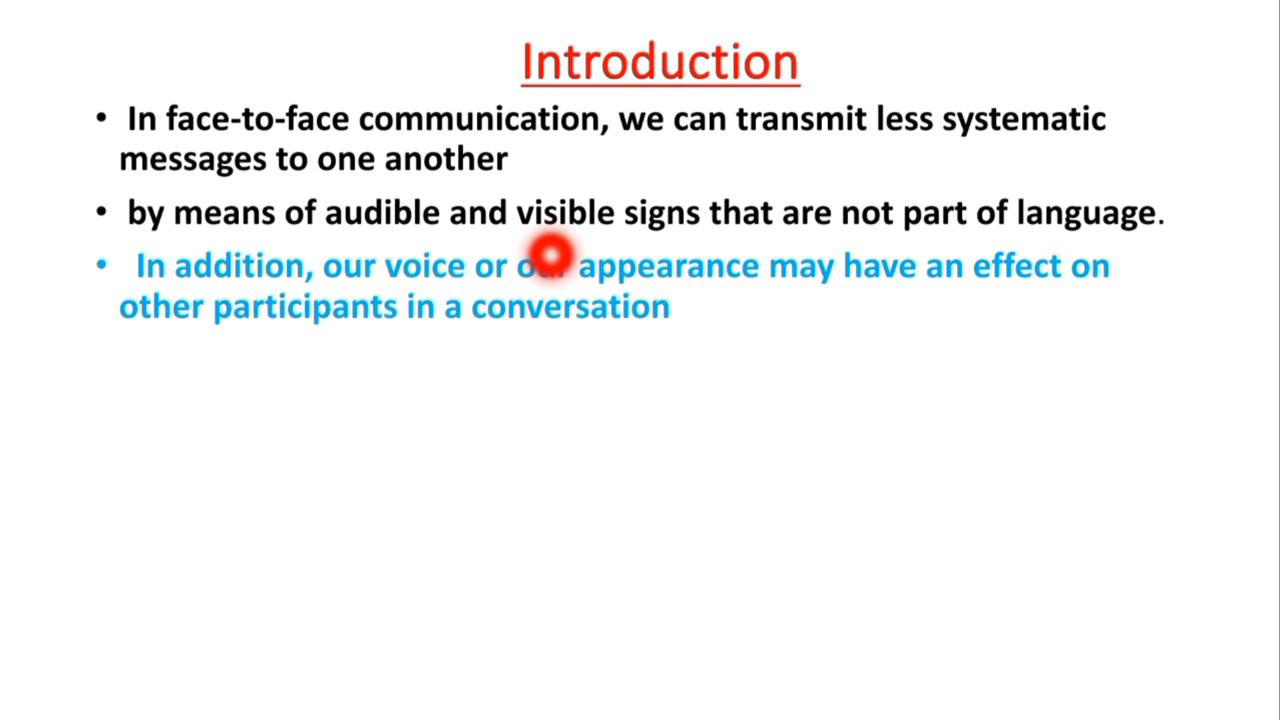 Introduction
• In face-to-face communication, we can transmit less systematic
messages to one another
• by means of audible and visible signs that are not part of language.
• In addition, our voice or our appearance may have an effect on
other participants in a conversation